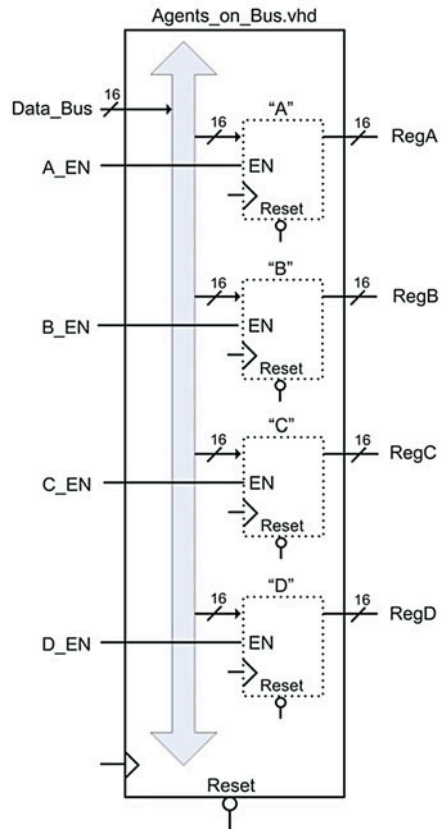 Agents_on_Bus.vhd
Data_Bus
16
16
“A”
16
RegA
A_EN
EN
Reset
16
“B”
16
RegB
B_EN
EN
Reset
16
“C”
16
RegC
C_EN
EN
Reset
16
“D”
16
RegD
D_EN
EN
Reset
Reset